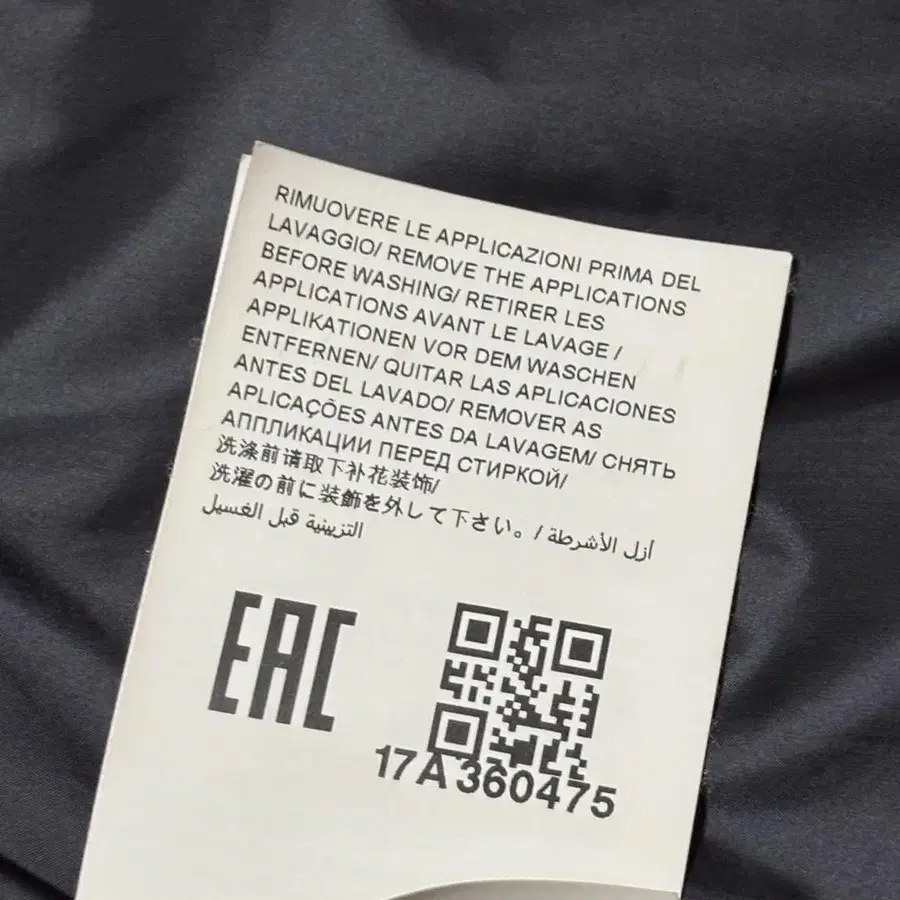 RIMUOVERE LE APPLICAZIONI PRIMA DEL
LAVAGGIO/ REMOVE THE APPLICATIONS
BEFORE WASHING/ RETIRER LES
APPLICATIONS AVANT LE LAVAGE /
APPLIKATIONEN VOR DEM WASCHEN
ENTFERNEN/ QUITAR LAS APLICACIONES
ANTES DEL LAVADO/ REMOVER AS
APLICAÇÕES ANTES DA LAVAGEM/ СНЯТЬ
АППЛИКАЦИИ ПЕРЕД СТИРКОЙ/
洗涤前请取下补花装饰/
洗濯の前に装飾を外して下さい。/ أزل الأشرطة
التزيينية قبل الغسيل
EAC
17A360475